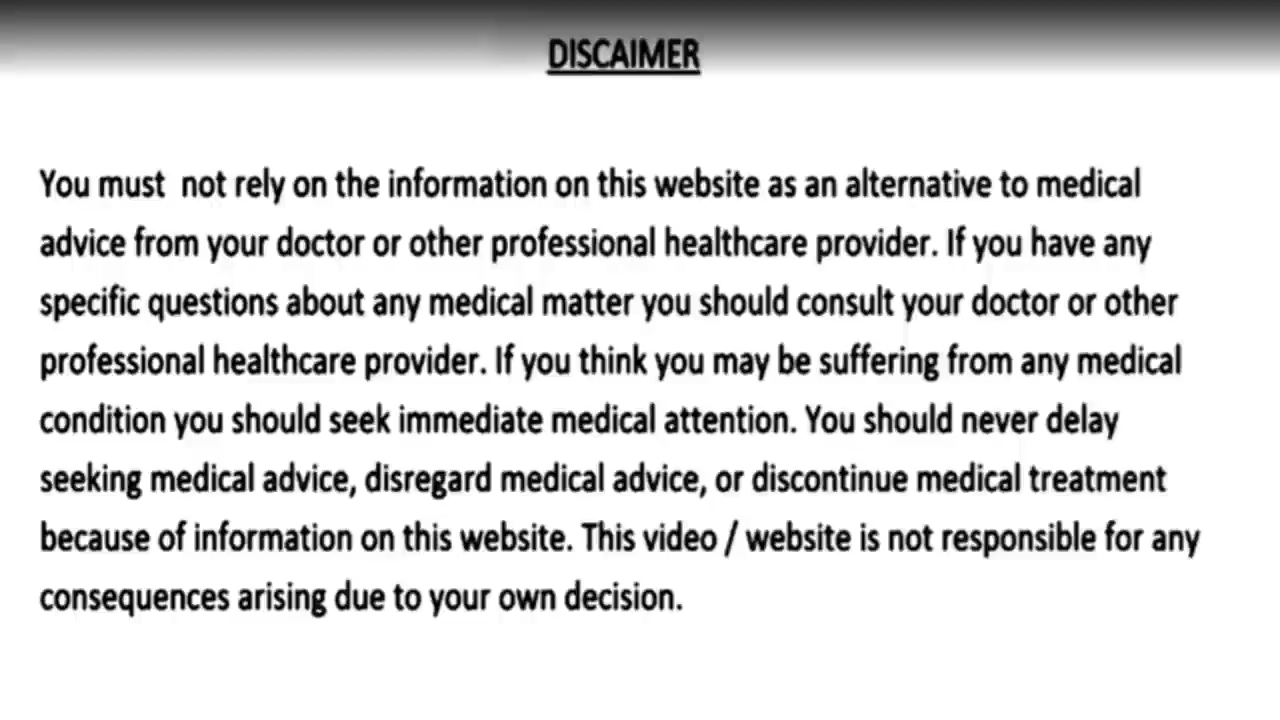 DISCAIMER
You must  not rely on the information on this website as an alternative to medical
advice from your doctor or other professional healthcare provider. If you have any
specific questions about any medical matter you should consult your doctor or other
professional healthcare provider. If you think you may be suffering from any medical
condition you should seek immediate medical attention. You should never delay
seeking medical advice, disregard medical advice, or discontinue medical treatment
because of information on this website. This video / website is not responsible for any
consequences arising due to your own decision.